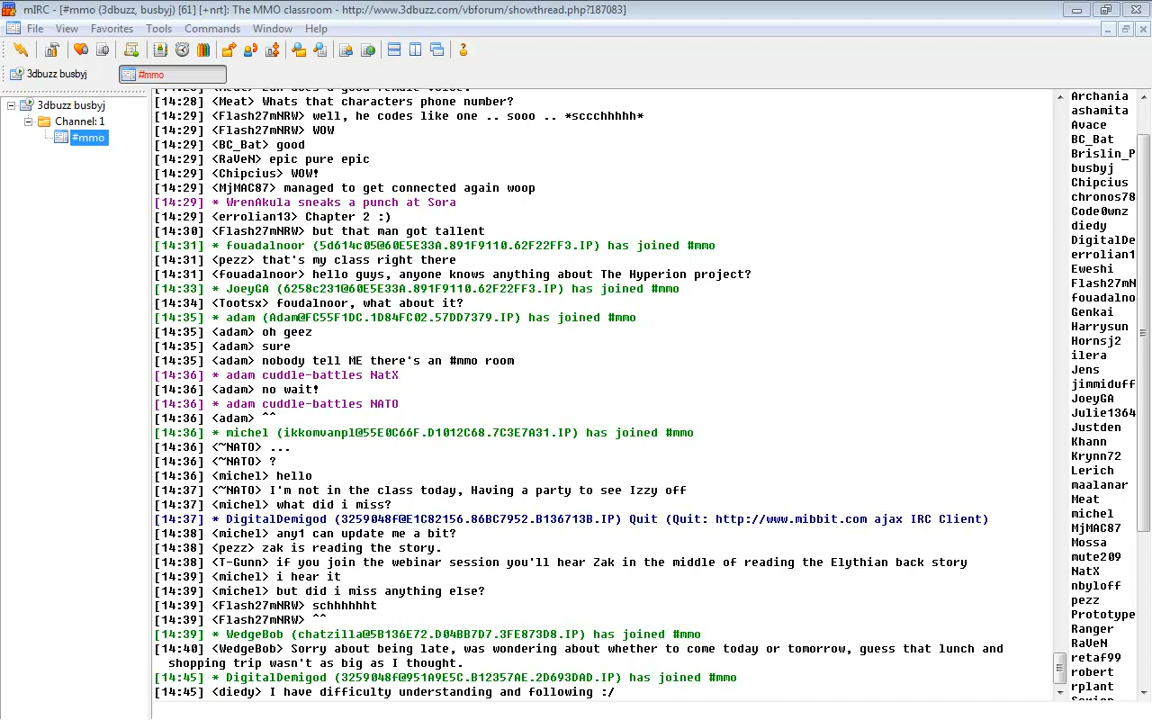 mIRC - [#mmo (3dbuzz, busbyj) [61] [+nrt]: The MMO classroom - http://www.3dbuzz.com/vbforum/showthread.php?187083]
File View Favorites Tools Commands Window Help
3dbuzz busbyj #mmo
3dbuzz busbyj
Channel: 1
#mmo
[14:28] <Meat> Whats that characters phone number?
[14:29] <Flash27mNRW> well, he codes like one .. sooo .. *sccchhhhh*
[14:29] <Flash27mNRW> WOW
[14:29] <BC_Bat> good
[14:29] <RaVeN> epic pure epic
[14:29] <Chipcius> WOW!
[14:29] <MjMAC87> managed to get connected again woop
[14:29] * WrenAkula sneaks a punch at Sora
[14:29] <errolian13> Chapter 2 :)
[14:30] <Flash27mNRW> but that man got tallent
[14:31] * fouadalnoor (5d614c05@60E5E33A.891F9110.62F22FF3.IP) has joined #mmo
[14:31] <pezz> that's my class right there
[14:31] <fouadalnoor> hello guys, anyone knows anything about The Hyperion project?
[14:33] * JoeyGA (6258c231@60E5E33A.891F9110.62F22FF3.IP) has joined #mmo
[14:34] <Tootsx> foudalnoor, what about it?
[14:35] * adam (Adam@FC55F1DC.1D84FC02.57DD7379.IP) has joined #mmo
[14:35] <adam> oh geez
[14:35] <adam> sure
[14:35] <adam> nobody tell ME there's an #mmo room
[14:36] * adam cuddle-battles NatX
[14:36] <adam> no wait!
[14:36] * adam cuddle-battles NATO
[14:36] <adam> ^^
[14:36] * michel (ikkomvanpl@55E0C66F.D1012C68.7C3E7A31.IP) has joined #mmo
[14:36] <~NATO> ...
[14:36] <~NATO> ?
[14:36] <michel> hello
[14:37] <~NATO> I'm not in the class today, Having a party to see Izzy off
[14:37] <michel> what did i miss?
[14:37] * DigitalDemigod (3259048f@E1C82156.86BC7952.B136713B.IP) Quit (Quit: http://www.mibbit.com ajax IRC Client)
[14:38] <michel> any1 can update me a bit?
[14:38] <pezz> zak is reading the story.
[14:38] <T-Gunn> if you join the webinar session you'll hear Zak in the middle of reading the Elythian back story
[14:39] <michel> i hear it
[14:39] <michel> but did i miss anything else?
[14:39] <Flash27mNRW> schhhhhht
[14:39] <Flash27mNRW> ^^
[14:39] * WedgeBob (chatzilla@5B136E72.D04BB7D7.3FE873D8.IP) has joined #mmo
[14:40] <WedgeBob> Sorry about being late, was wondering about whether to come today or tomorrow, guess that lunch and
shopping trip wasn't as big as I thought.
[14:45] * DigitalDemigod (3259048f@951A9E5C.B12357AE.2D693DAD.IP) has joined #mmo
[14:45] <diedy> I have difficulty understanding and following :/
Archania
ashamita
Avace
BC_Bat
Brislin_P
busbyj
Chipcius
chronos78
Code0wnz
diedy
DigitalDe
errolian1
Eweshi
Flash27mN
fouadalno
Genkai
Harrysun
Hornsj2
ilera
Jens
jimmiduff
JoeyGA
Julie1364
Justden
Khann
Krynn72
Lerich
maalanar
Meat
michel
MjMAC87
Mossa
mute209
NatX
nbyloff
pezz
Prototype
Ranger
RaVeN
retaf99
robert
rplant